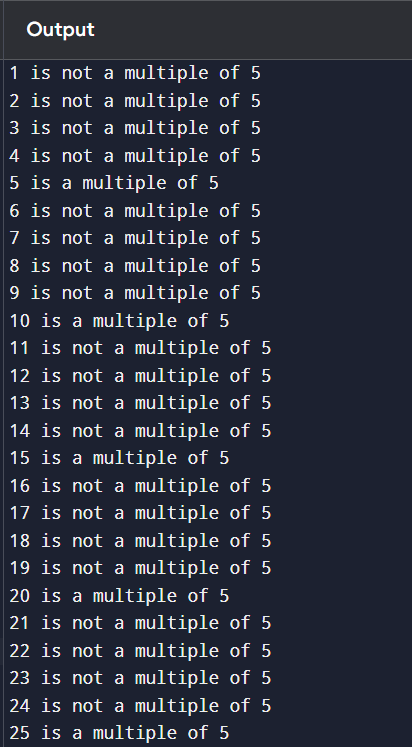 Output
1 is not a multiple of 5
2 is not a multiple of 5
3 is not a multiple of 5
4 is not a multiple of 5
5 is a multiple of 5
6 is not a multiple of 5
7 is not a multiple of 5
8 is not a multiple of 5
9 is not a multiple of 5
10 is a multiple of 5
11 is not a multiple of 5
12 is not a multiple of 5
13 is not a multiple of 5
14 is not a multiple of 5
15 is a multiple of 5
16 is not a multiple of 5
17 is not a multiple of 5
18 is not a multiple of 5
19 is not a multiple of 5
20 is a multiple of 5
21 is not a multiple of 5
22 is not a multiple of 5
23 is not a multiple of 5
24 is not a multiple of 5
25 is a multiple of 5